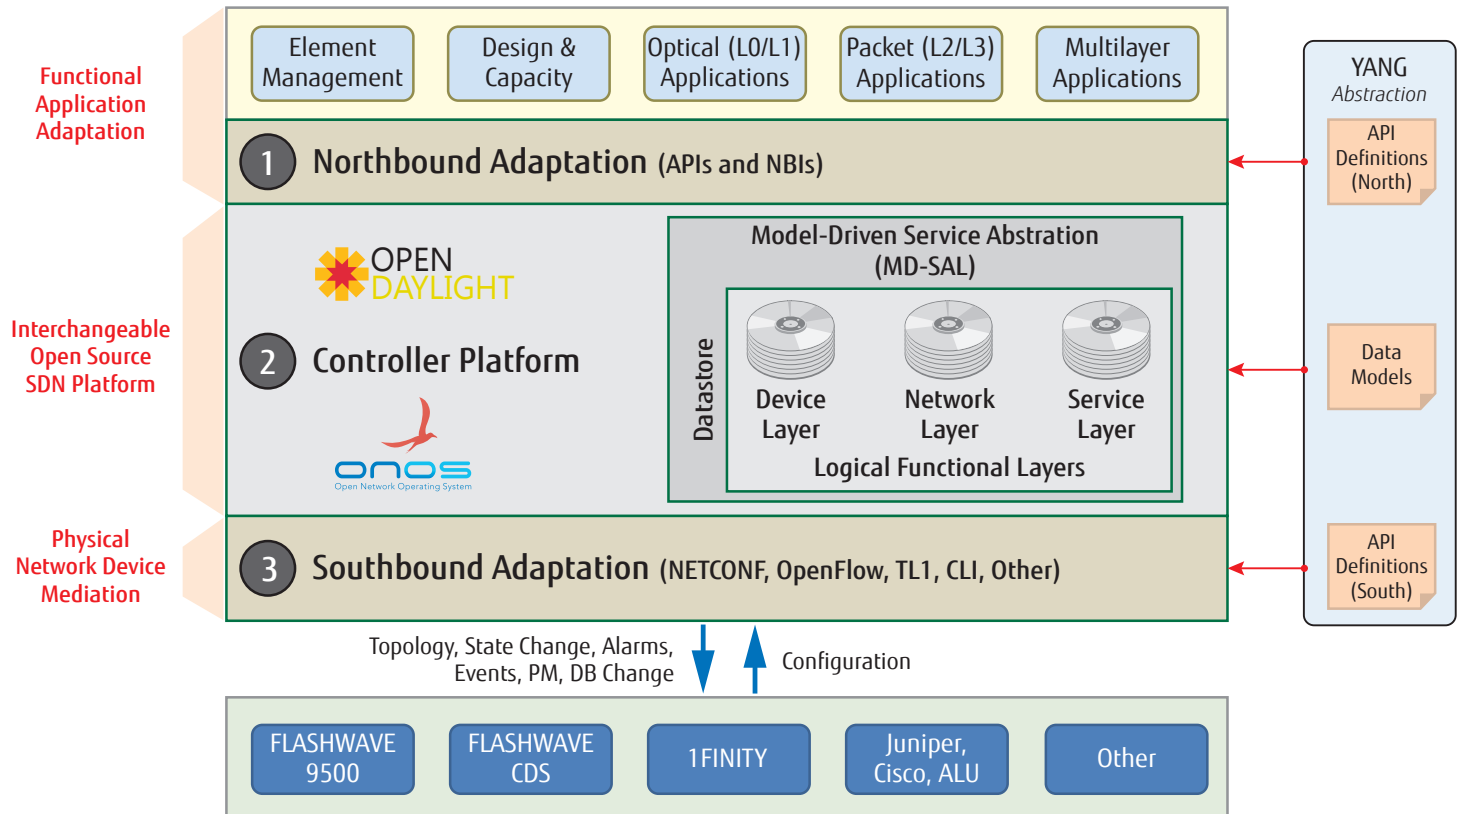 Functional
Application
Adaptation
Element
Management
Design &
Capacity
Optical (L0/L1)
Applications
Packet (L2/L3)
Applications
Multilayer
Applications
1
Northbound Adaptation (APIs and NBIs)
Interchangeable
Open Source
SDN Platform
OPEN
DAYLIGHT
2
Controller Platform
ONOS
Open Network Operating System
Model-Driven Service Abstration
(MD-SAL)
Datastore
Device
Layer
Network
Layer
Service
Layer
Logical Functional Layers
Physical
Network Device
Mediation
3
Southbound Adaptation (NETCONF, OpenFlow, TL1, CLI, Other)
Topology, State Change, Alarms,
Events, PM, DB Change
Configuration
FLASHWAVE
9500
FLASHWAVE
CDS
1FINITY
Juniper,
Cisco, ALU
Other
YANG
Abstraction
API
Definitions
(North)
Data
Models
API
Definitions
(South)